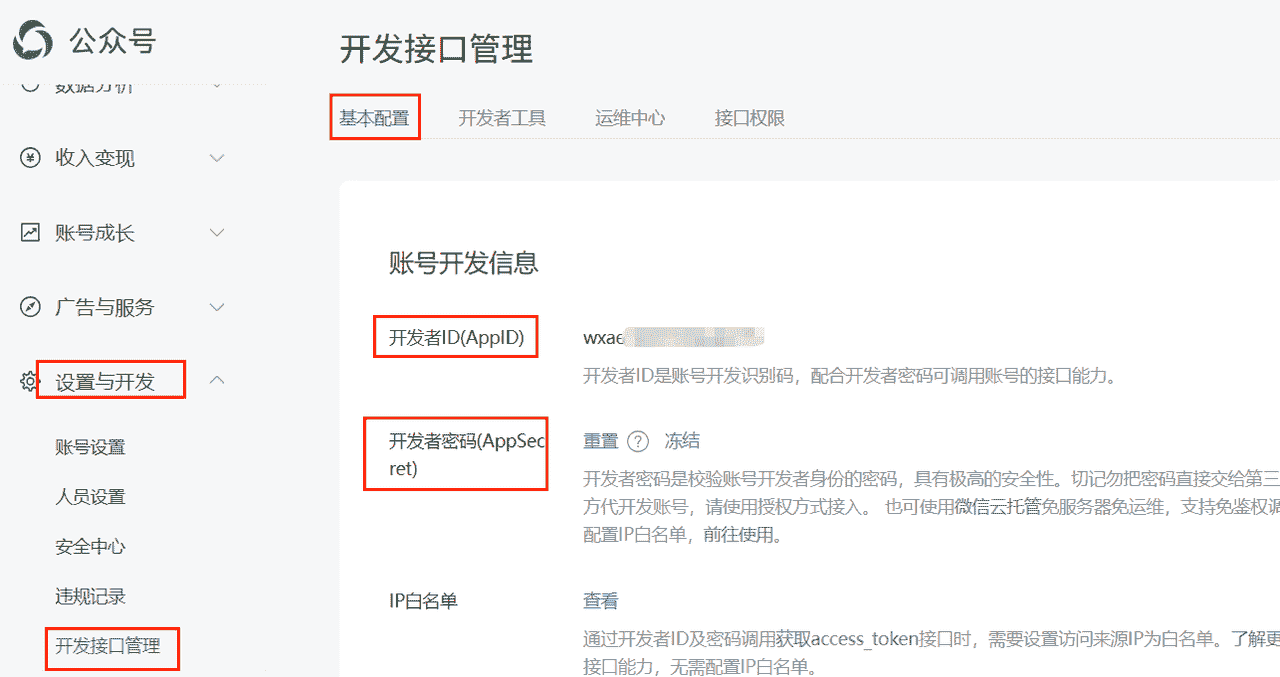 公众号
数据分析
收入变现
账号成长
广告与服务
设置与开发
账号设置
人员设置
安全中心
违规记录
开发接口管理
开发接口管理
基本配置 开发者工具 运维中心 接口权限
账号开发信息
开发者ID(AppID) wxae
开发者ID是账号开发识别码，配合开发者密码可调用账号的接口能力。
开发者密码(AppSec
ret)
重置 ? 冻结
开发者密码是校验账号开发者身份的密码，具有极高的安全性。切记勿把密码直接交给第三
方代开发账号，请使用授权方式接入。 也可使用微信云托管免服务器免运维，支持免鉴权调
配置IP白名单，前往使用。
IP白名单 查看
通过开发者ID及密码调用获取access_token接口时，需要设置访问来源IP为白名单。了解更
接口能力，无需配置IP白名单。